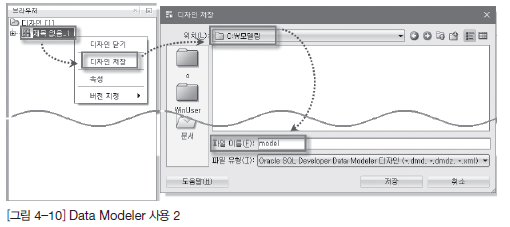 브라우저
디자인 [1]
제목 없음_1
디자인 닫기
디자인 저장
속성
버전 지정
디자인 저장
위치(L):
C:₩모델링
WinUser
문서
파일 이름(F): model
파일 유형(T): Oracle SQL Developer Data Modeler 디자인 (*.dmd, *.dmdz, *.xml)
도움말(H)
저장
취소
[그림 4-10] Data Modeler 사용 2